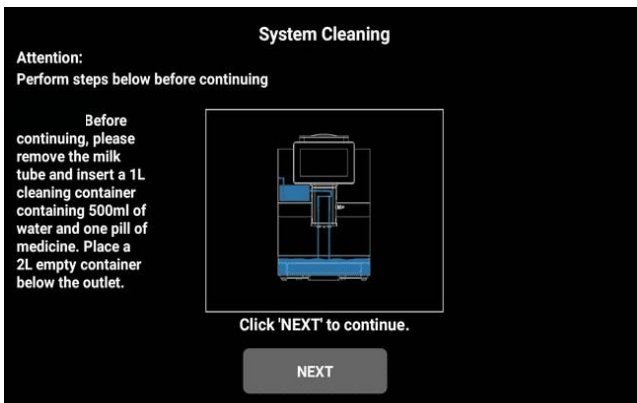 System Cleaning
Attention:
Perform steps below before continuing
Before
continuing, please
remove the milk
tube and insert a 1L
cleaning container
containing 500ml of
water and one pill of
medicine. Place a
2L empty container
below the outlet.
Click 'NEXT' to continue.
NEXT